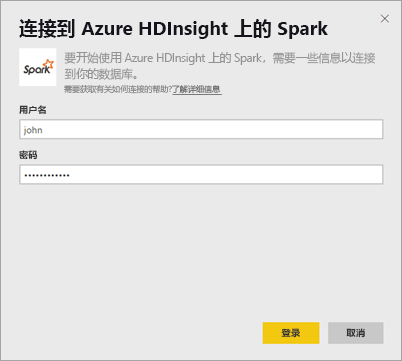 连接到 Azure HDInsight 上的 Spark
Spark
要开始使用 Azure HDInsight 上的 Spark，需要一些信息以连接
到你的数据库。
需要获取有关如何连接的帮助?了解详细信息
用户名
john
密码
••••••••••••
登录
取消